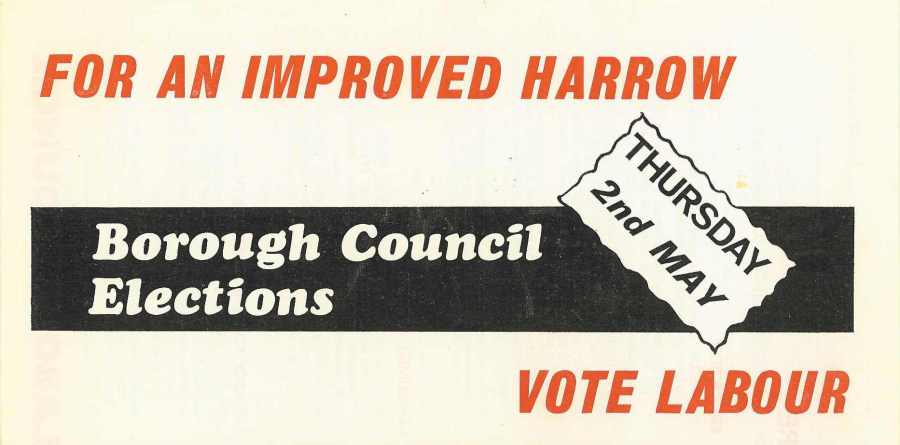 FOR AN IMPROVED HARROW
THURSDAY
2nd MAY
Borough Council
Elections
VOTE LABOUR